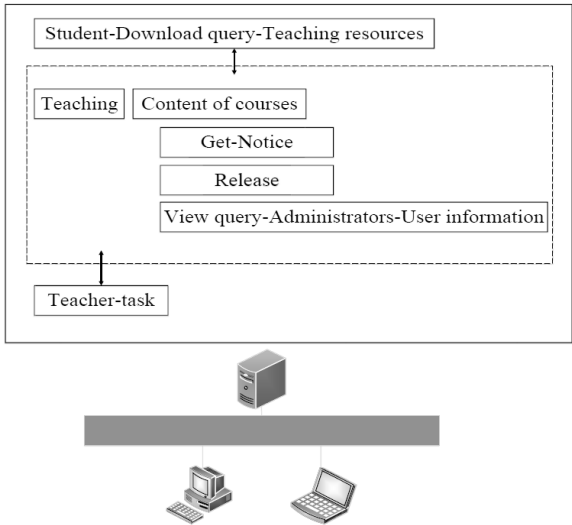 Student-Download query-Teaching resources
Teaching
Content of courses
Get-Notice
Release
View query-Administrators-User information
Teacher-task